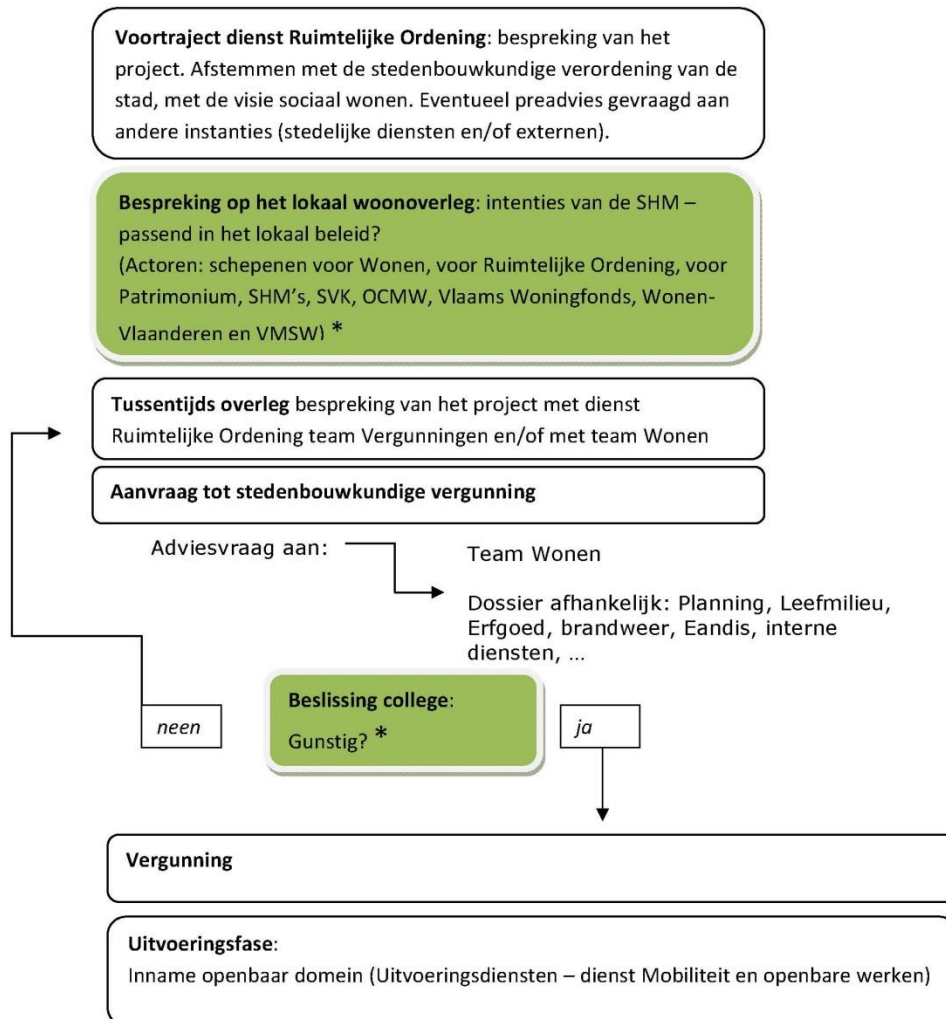 Voortraject dienst Ruimtelijke Ordening: bespreking van het
project. Afstemmen met de stedenbouwkundige verordening van de
stad, met de visie sociaal wonen. Eventueel preadvies gevraagd aan
andere instanties (stedelijke diensten en/of externen).
Bespreking op het lokaal woonoverleg: intenties van de SHM –
passend in het lokaal beleid?
(Actoren: schepenen voor Wonen, voor Ruimtelijke Ordening, voor
Patrimonium, SHM's, SVK, OCMW, Vlaams Woningfonds, Wonen-
Vlaanderen en VMSW) *
Tussentijds overleg bespreking van het project met dienst
Ruimtelijke Ordening team Vergunningen en/of met team Wonen
Aanvraag tot stedenbouwkundige vergunning
Adviesvraag aan:
Team Wonen
Dossier afhankelijk: Planning, Leefmilieu,
Erfgoed, brandweer, Eandis, interne
diensten, ...
neen
Beslissing college:
Gunstig? *
ja
Vergunning
Uitvoeringsfase:
Inname openbaar domein (Uitvoeringsdiensten – dienst Mobiliteit en openbare werken)